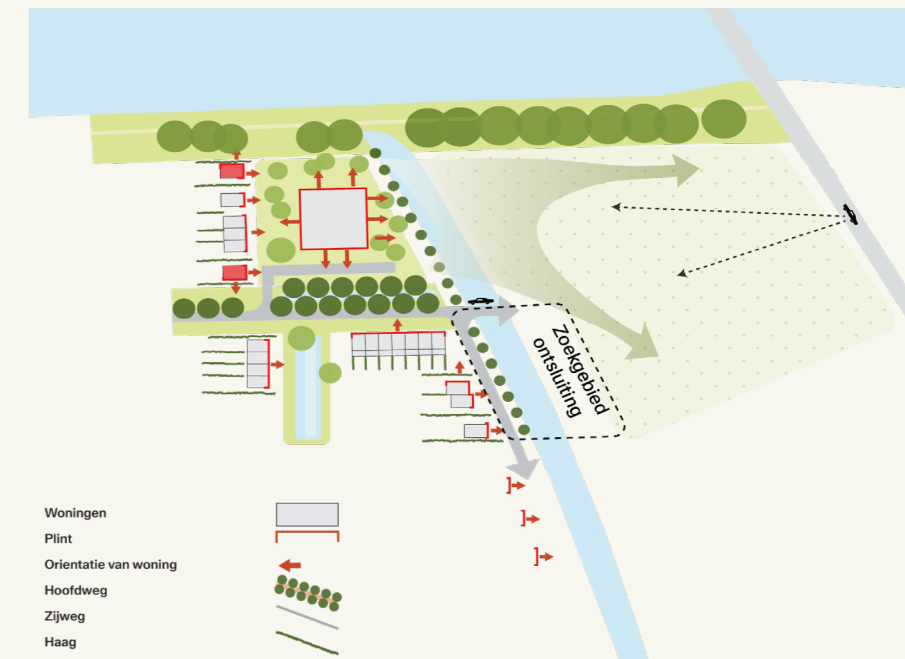 Zoekgebied
ontsluiting
Woningen
Plint
Orientatie van woning
Hoofdweg
Zijweg
Haag